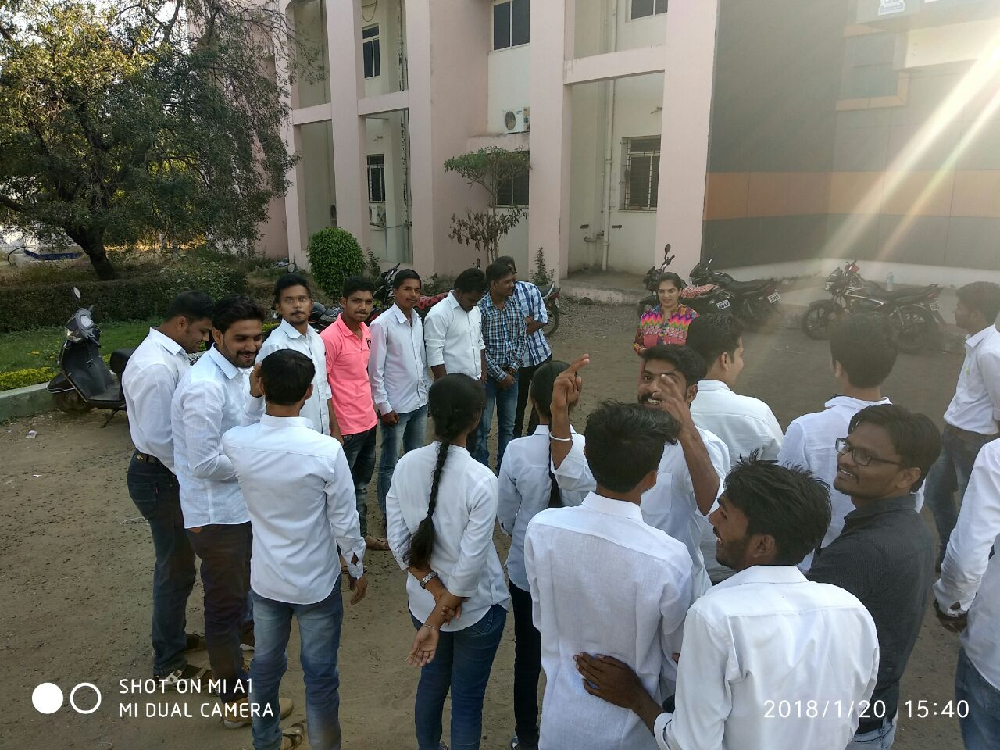 SHOT ON MI A1
MI DUAL CAMERA
2018/1/20 15:40